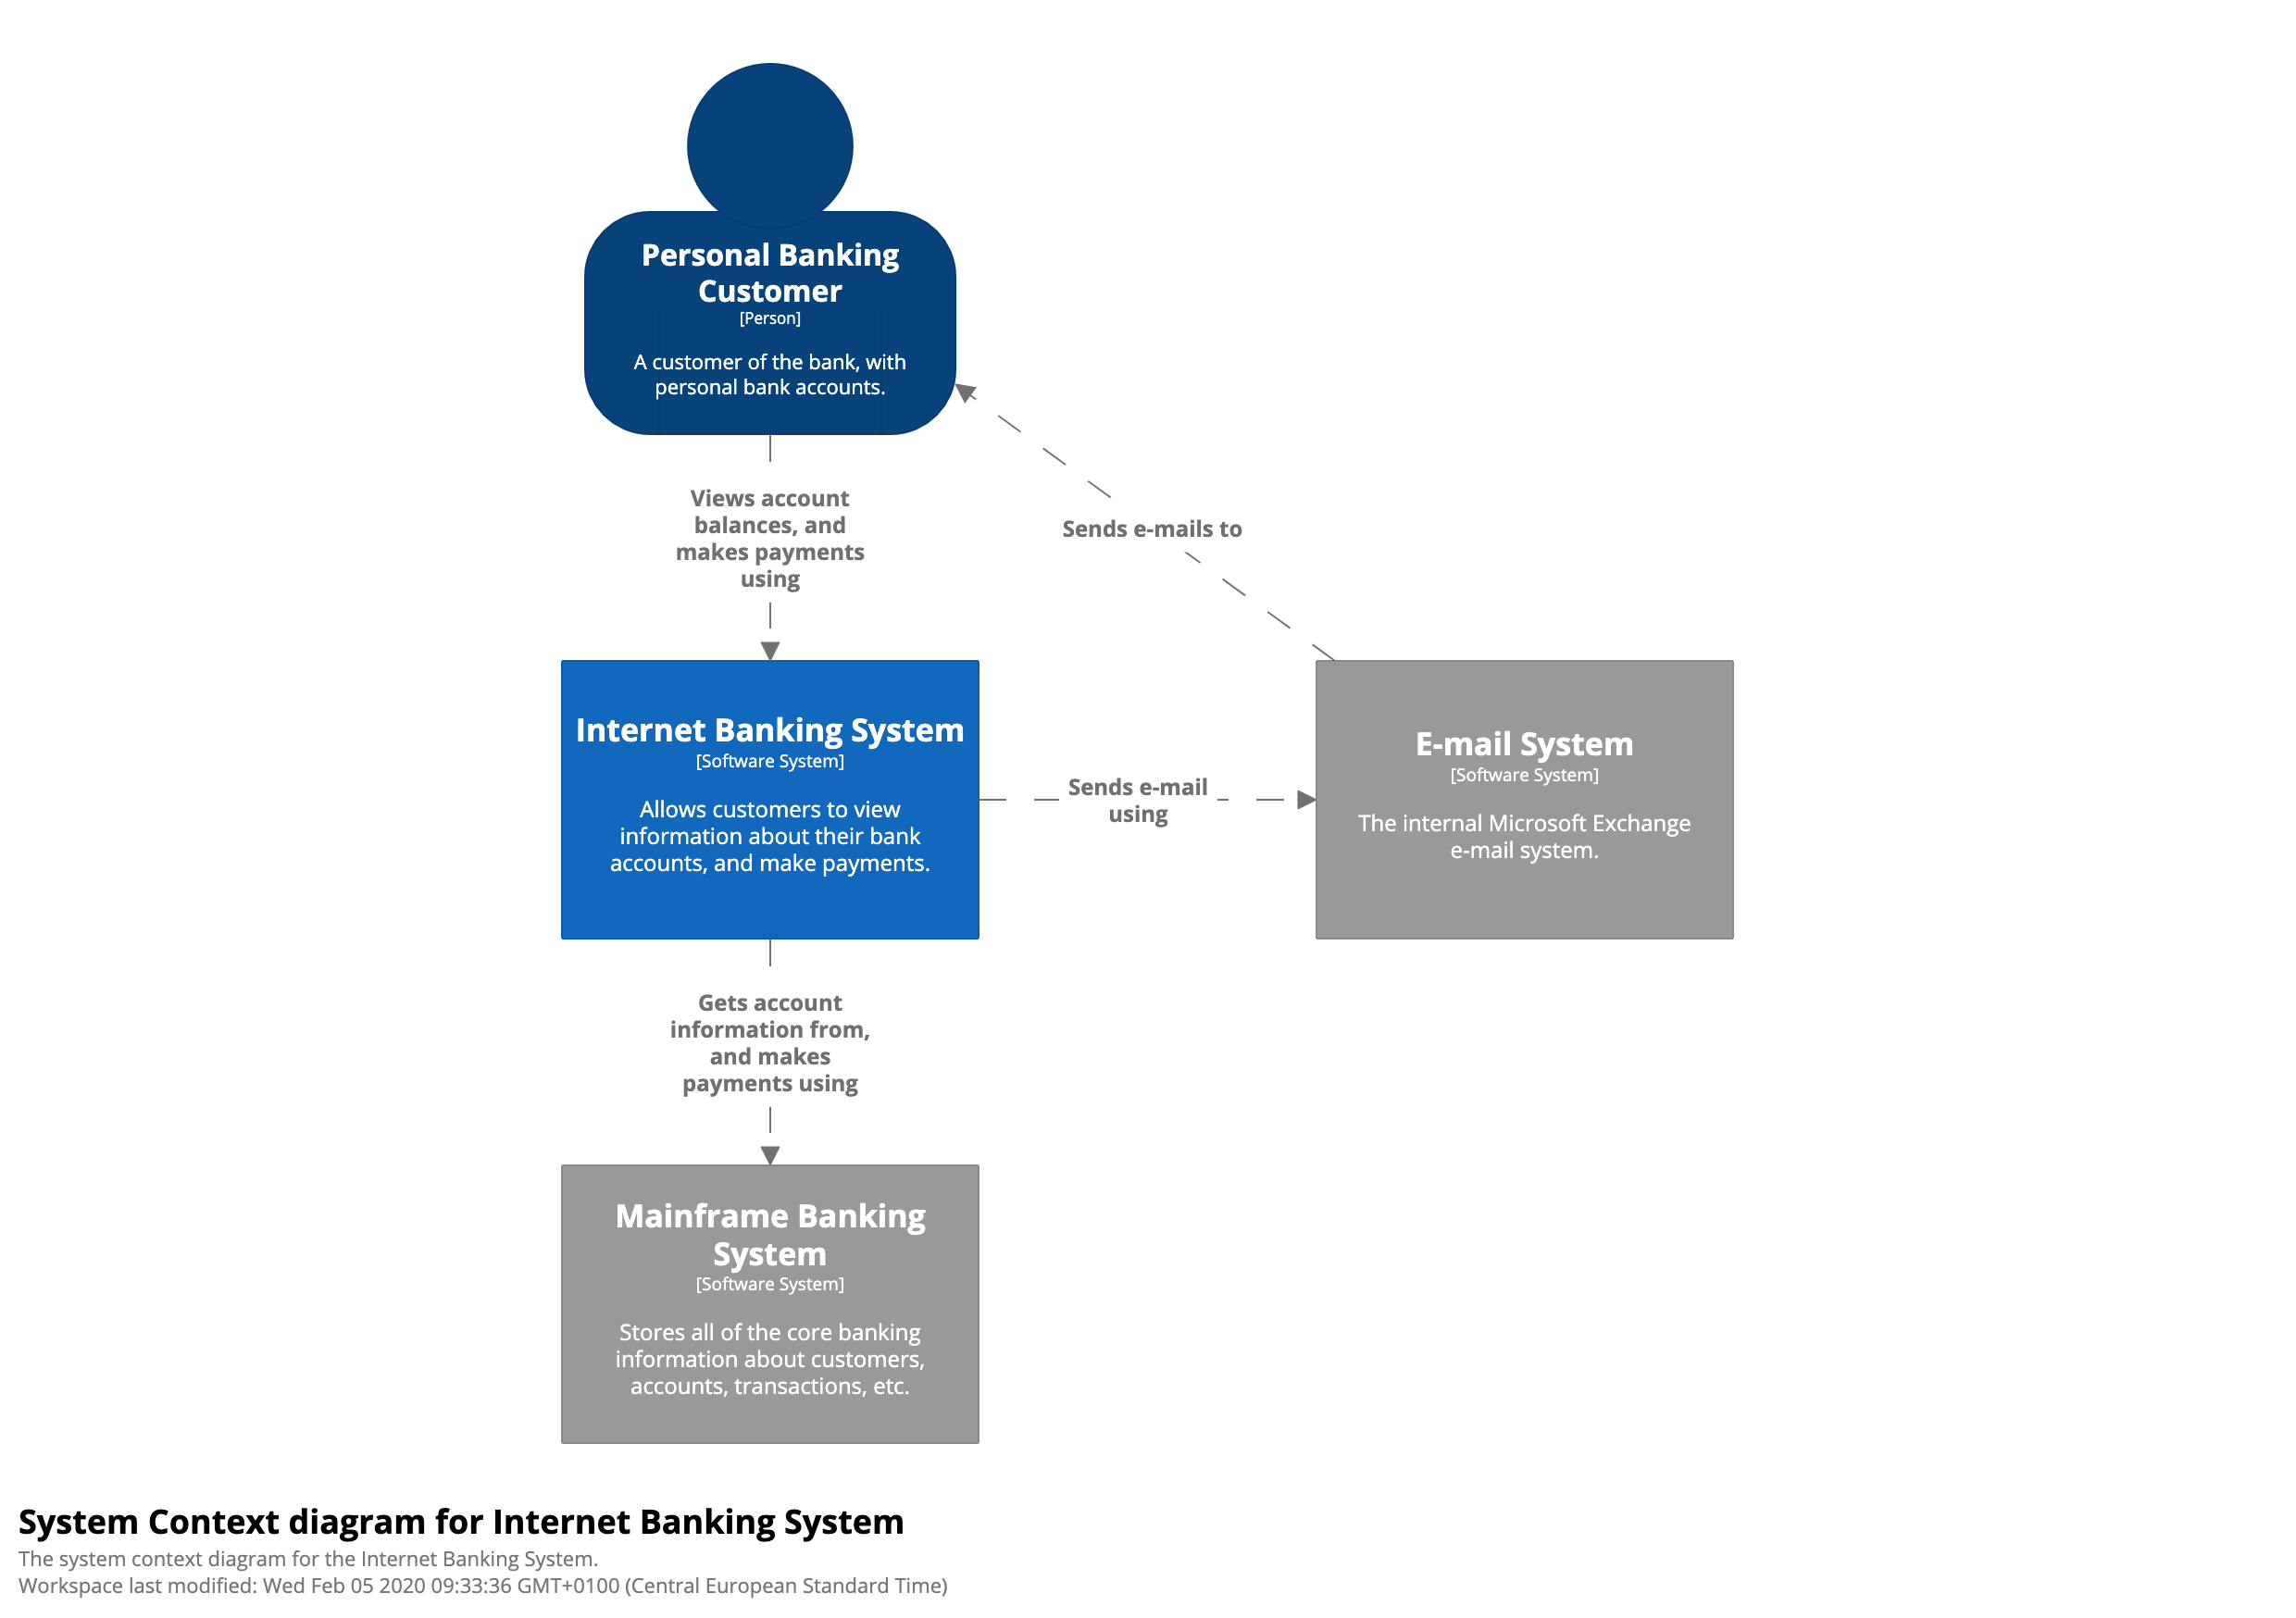 Personal Banking
Customer
[Person]
A customer of the bank, with
personal bank accounts.
Views account
balances, and
makes payments
using
Sends e-mails to
Internet Banking System
[Software System]
Allows customers to view
information about their bank
accounts, and make payments.
Sends e-mail
using
E-mail System
[Software System]
The internal Microsoft Exchange
e-mail system.
Gets account
information from,
and makes
payments using
Mainframe Banking
System
[Software System]
Stores all of the core banking
information about customers,
accounts, transactions, etc.
System Context diagram for Internet Banking System
The system context diagram for the Internet Banking System.
Workspace last modified: Wed Feb 05 2020 09:33:36 GMT+0100 (Central European Standard Time)